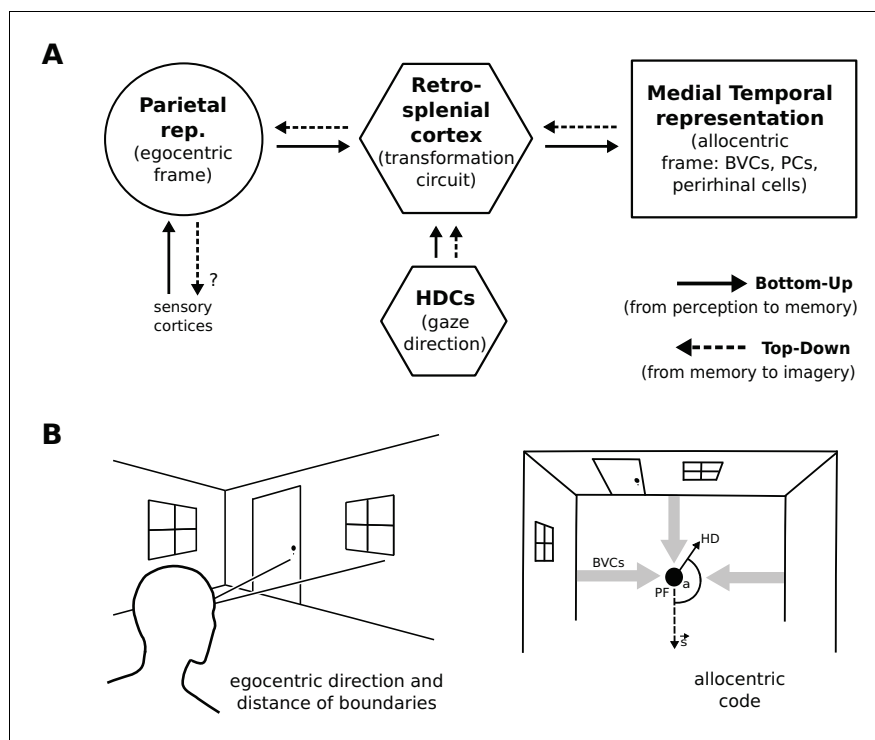 A
Parietal
rep.
(egocentric
frame)
Retro-
splenial
cortex
(transformation
circuit)
Medial Temporal
representation
(allocentric
frame: BVCs, PCs,
perirhinal cells)
?
sensory
cortices
HDCs
(gaze
direction)
Bottom-Up
(from perception to memory)
Top-Down
(from memory to imagery)
B
egocentric direction and
distance of boundaries
HD
BVCs
PF
a
s
allocentric
code